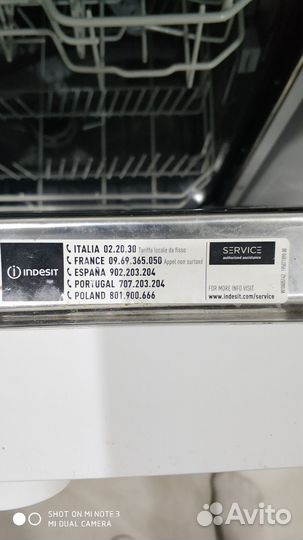 indesit
ITALIA 02.20.30 Tariffa locale da fisso
FRANCE 09.69.365.050 Appel non surtaxé
ESPAÑA 902.203.204
PORTUGAL 707.203.204
POLAND 801.900.666
SERVICE
authorised assistance
FOR MORE INFO VISIT
www.indesit.com/service
SHOT ON MI NOTE 3
MI DUAL CAMERA
Avito